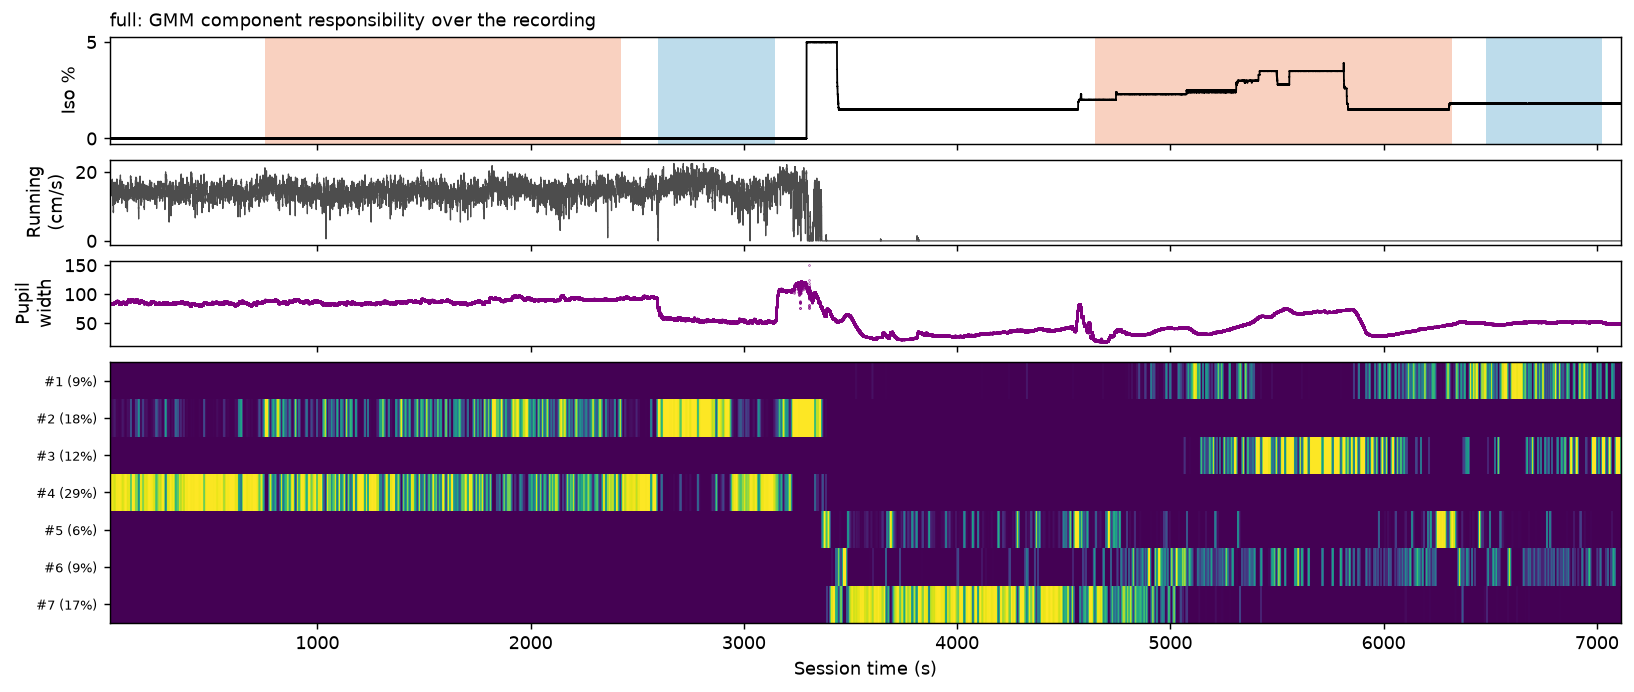 full: GMM component responsibility over the recording
Iso %
5
0
Running
(cm/s)
20
0
Pupil
width
150
100
50
#1 (9%)
#2 (18%)
#3 (12%)
#4 (29%)
#5 (6%)
#6 (9%)
#7 (17%)
1000 2000 3000 4000 5000 6000 7000
Session time (s)